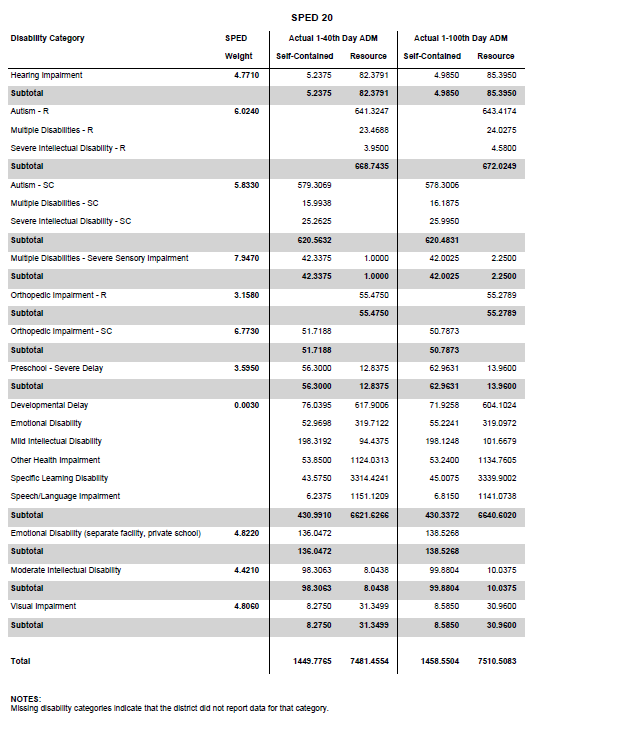 SPED 20
Disability Category SPED Actual 1-40th Day ADM Actual 1-100th Day ADM
Weight Self-Contained Resource Self-Contained Resource
Hearing Impairment 4.7710 5.2375 82.3791 4.9850 85.3950
Subtotal 5.2375 82.3791 4.9850 85.3950
Autism - R 6.0240 641.3247 643.4174
Multiple Disabilities - R 23.4688 24.0275
Severe Intellectual Disability - R 3.9500 4.5800
Subtotal 668.7435 672.0249
Autism - SC 5.8330 579.3069 578.3006
Multiple Disabilities - SC 15.9938 16.1875
Severe Intellectual Disability - SC 25.2625 25.9950
Subtotal 620.5632 620.4831
Multiple Disabilities - Severe Sensory Impairment 7.9470 42.3375 1.0000 42.0025 2.2500
Subtotal 42.3375 1.0000 42.0025 2.2500
Orthopedic Impairment - R 3.1580 55.4750 55.2789
Subtotal 55.4750 55.2789
Orthopedic Impairment - SC 6.7730 51.7188 50.7873
Subtotal 51.7188 50.7873
Preschool - Severe Delay 3.5950 56.3000 12.8375 62.9631 13.9600
Subtotal 56.3000 12.8375 62.9631 13.9600
Developmental Delay 0.0030 76.0395 617.9006 71.9258 604.1024
Emotional Disability 52.9698 319.7122 55.2241 319.0972
Mild Intellectual Disability 198.3192 94.4375 198.1248 101.6679
Other Health Impairment 53.8500 1124.0313 53.2400 1134.7605
Specific Learning Disability 43.5750 3314.4241 45.0075 3339.9002
Speech/Language Impairment 6.2375 1151.1209 6.8150 1141.0738
Subtotal 430.9910 6621.6266 430.3372 6640.6020
Emotional Disability (separate facility, private school) 4.8220 136.0472 138.5268
Subtotal 136.0472 138.5268
Moderate Intellectual Disability 4.4210 98.3063 8.0438 99.8804 10.0375
Subtotal 98.3063 8.0438 99.8804 10.0375
Visual Impairment 4.8060 8.2750 31.3499 8.5850 30.9600
Subtotal 8.2750 31.3499 8.5850 30.9600
Total 1449.7765 7481.4554 1458.5504 7510.5083
NOTES:
Missing disability categories indicate that the district did not report data for that category.